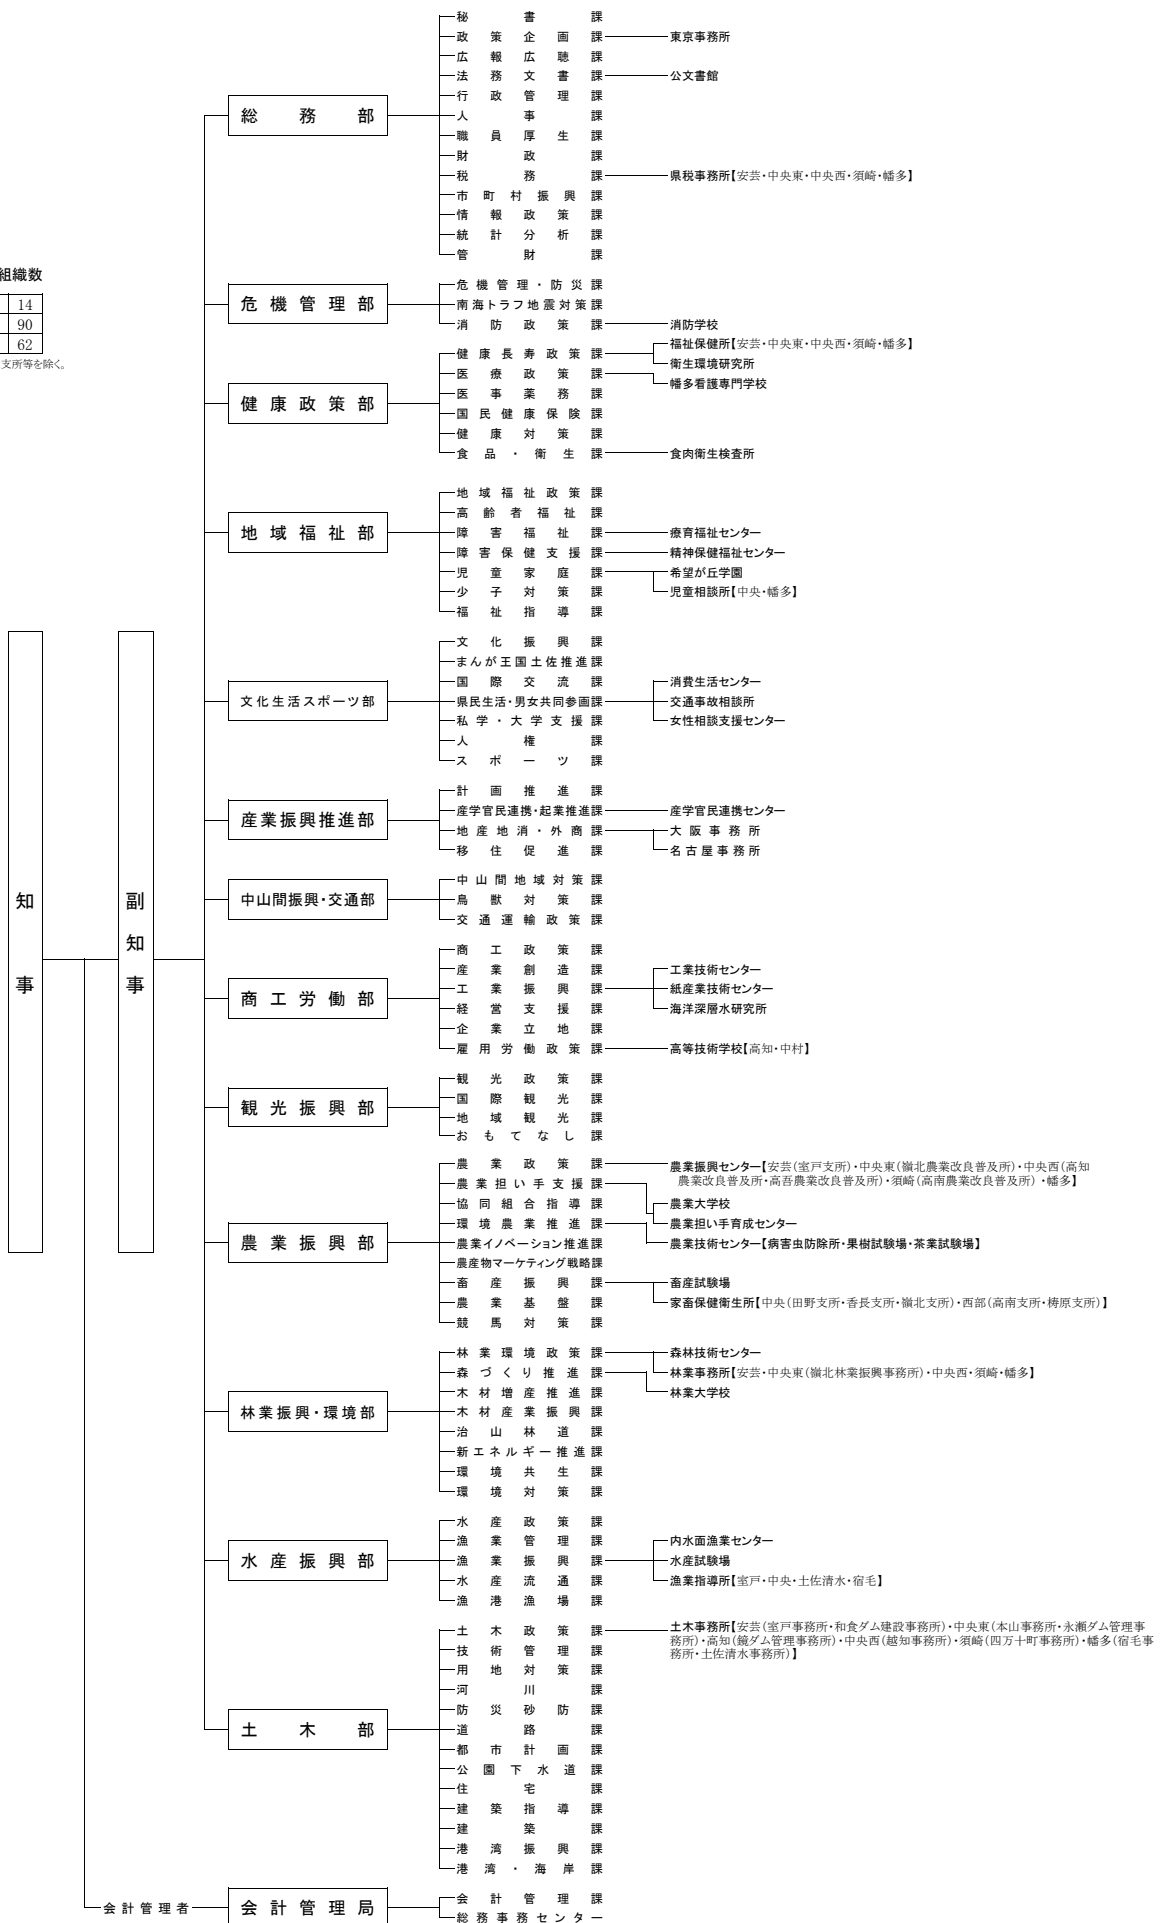 組織数
14
90
62
支所等を除く。
知事
副知事
総務部
秘書課
政策企画課 東京事務所
広報広聴課
法務文書課 公文書館
行政管理課
人事課
職員厚生課
財政課
税務課 県税事務所【安芸・中央東・中央西・須崎・幡多】
市町村振興課
情報政策課
統計分析課
管財課
危機管理部
危機管理・防災課
南海トラフ地震対策課
消防政策課 消防学校
健康政策部
健康長寿政策課 福祉保健所【安芸・中央東・中央西・須崎・幡多】
衛生環境研究所
医療政策課 幡多看護専門学校
医事薬務課
国民健康保険課
健康対策課
食品・衛生課 食肉衛生検査所
地域福祉部
地域福祉政策課
高齢者福祉課
障害福祉課 療育福祉センター
障害保健支援課 精神保健福祉センター
児童家庭課 希望が丘学園
少子対策課 児童相談所【中央・幡多】
福祉指導課
文化生活スポーツ部
文化振興課
まんが王国土佐推進課
国際交流課 消費生活センター
県民生活・男女共同参画課 交通事故相談所
私学・大学支援課 女性相談支援センター
人権課
スポーツ課
産業振興推進部
計画推進課
産学官民連携・起業推進課 産学官民連携センター
地産地消・外商課 大阪事務所
移住促進課 名古屋事務所
中山間振興・交通部
中山間地域対策課
鳥獣対策課
交通運輸政策課
商工労働部
商工政策課
産業創造課 工業技術センター
工業振興課 紙産業技術センター
経営支援課 海洋深層水研究所
企業立地課
雇用労働政策課 高等技術学校【高知・中村】
観光振興部
観光政策課
国際観光課
地域観光課
おもてなし課
農業振興部
農業政策課 農業振興センター【安芸(室戸支所)・中央東(嶺北農業改良普及所)・中央西(高知
農業改良普及所・高吾農業改良普及所)・須崎(高南農業改良普及所)・幡多】
農業担い手支援課
協同組合指導課 農業大学校
環境農業推進課 農業担い手育成センター
農業イノベーション推進課 農業技術センター【病害虫防除所・果樹試験場・茶業試験場】
農産物マーケティング戦略課
畜産振興課 畜産試験場
農業基盤課 家畜保健衛生所【中央(田野支所・香長支所・嶺北支所)・西部(高南支所・梼原支所)】
競馬対策課
林業振興・環境部
林業環境政策課 森林技術センター
森づくり推進課 林業事務所【安芸・中央東(嶺北林業振興事務所)・中央西・須崎・幡多】
木材増産推進課 林業大学校
木材産業振興課
治山林道課
新エネルギー推進課
環境共生課
環境対策課
水産振興部
水産政策課
漁業管理課 内水面漁業センター
漁業振興課 水産試験場
水産流通課 漁業指導所【室戸・中央・土佐清水・宿毛】
漁港漁場課
土木部
土木政策課 土木事務所【安芸(室戸事務所・和食ダム建設事務所)・中央東(本山事務所・永瀬ダム管理事
務所)・高知(鏡ダム管理事務所)・中央西(越知事務所)・須崎(四万十町事務所)・幡多(宿毛事
務所・土佐清水事務所)】
技術管理課
用地対策課
河川課
防災砂防課
道路課
都市計画課
公園下水道課
住宅課
建築指導課
建築課
港湾振興課
港湾・海岸課
会計管理者 会計管理局
会計管理課
総務事務センター